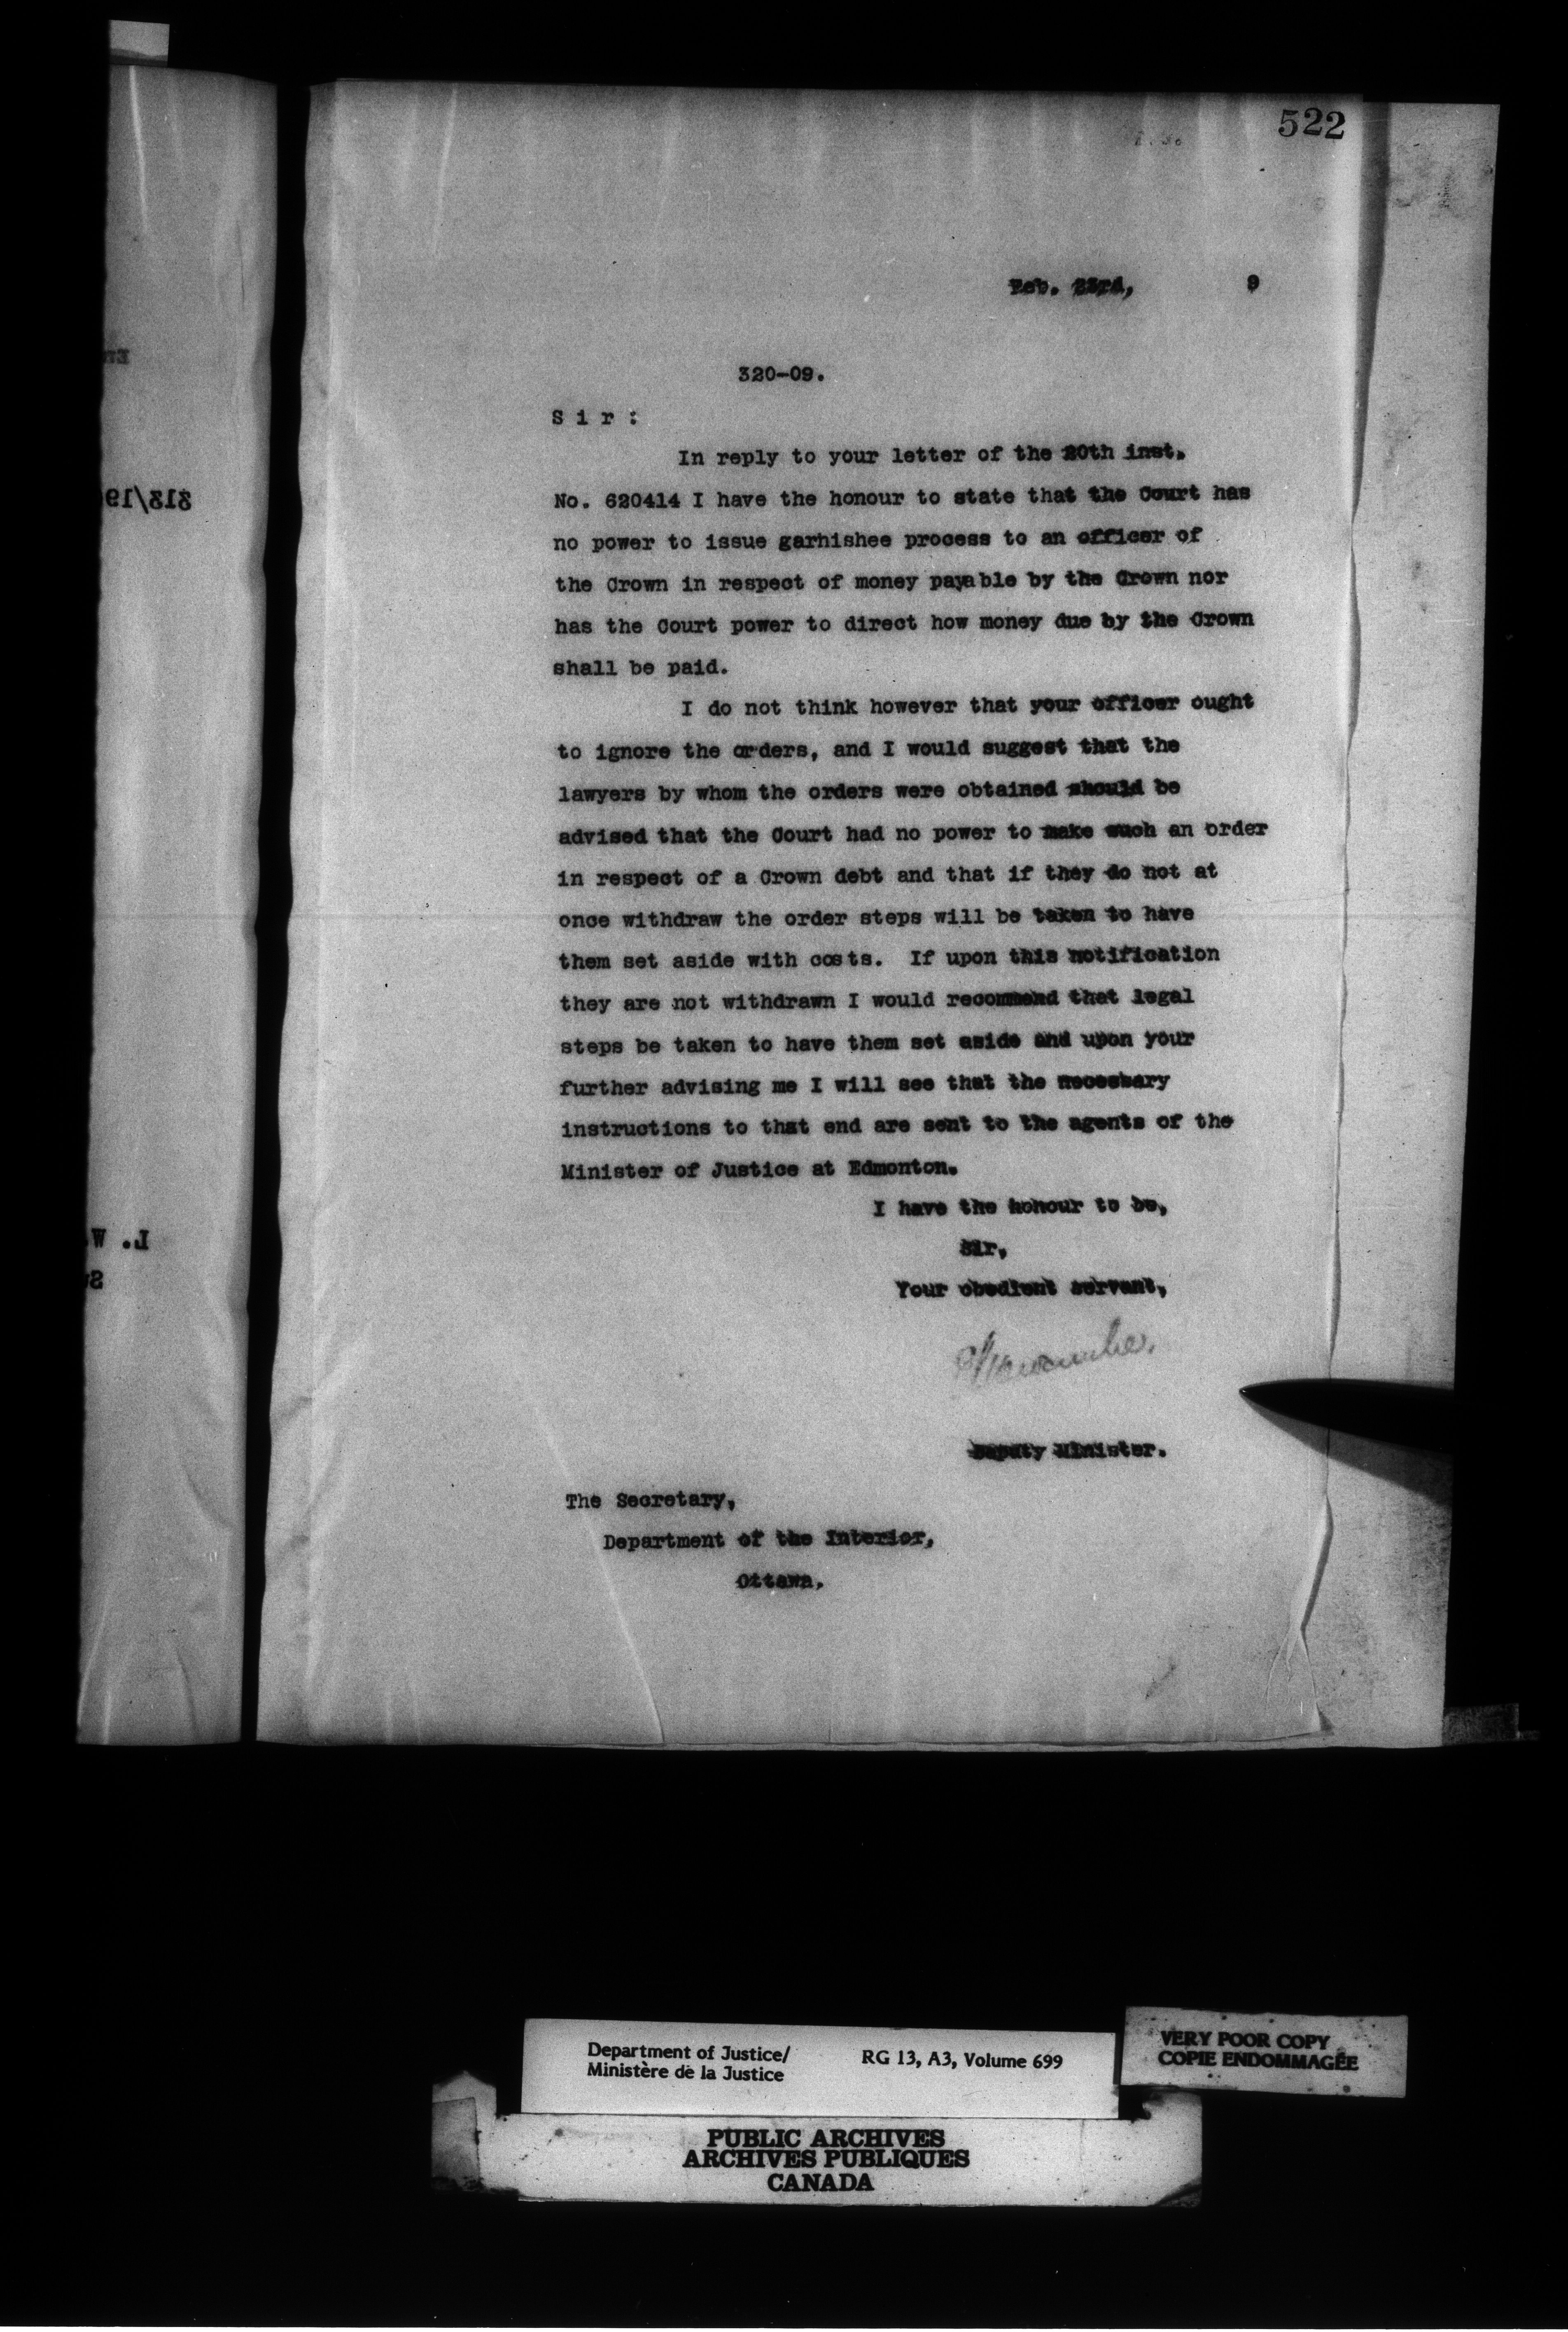 522
Feb. 23rd, 9
320-09.
Sir:
In reply to your letter of the 20th inst.
No. 620414 I have the honour to state that the Court has
no power to issue garhishee process to an officer of
the Crown in respect of money payable by the Crown nor
has the Court power to direct how money due by the Crown
shall be paid.
I do not think however that your officer ought
to ignore the orders, and I would suggest that the
lawyers by whom the orders were obtained should be
advised that the Court had no power to make such an order
in respect of a Crown debt and that if they do not at
once withdraw the order steps will be taken to have
them set aside with costs. If upon this notification
they are not withdrawn I would recommend that legal
steps be taken to have them set aside and upon your
further advising me I will see that the necessary
instructions to that end are sent to the agents of the
Minister of Justice at Edmonton.
I have the honour to be,
Sir,
Your obedient servant,
Deputy Minister.
The Secretary,
Department of the Interior,
Ottawa.
Department of Justice/
Ministère de la Justice
RG 13, A3, Volume 699
VERY POOR COPY
COPIE ENDOMMAGÉE
PUBLIC ARCHIVES
ARCHIVES PUBLIQUES
CANADA